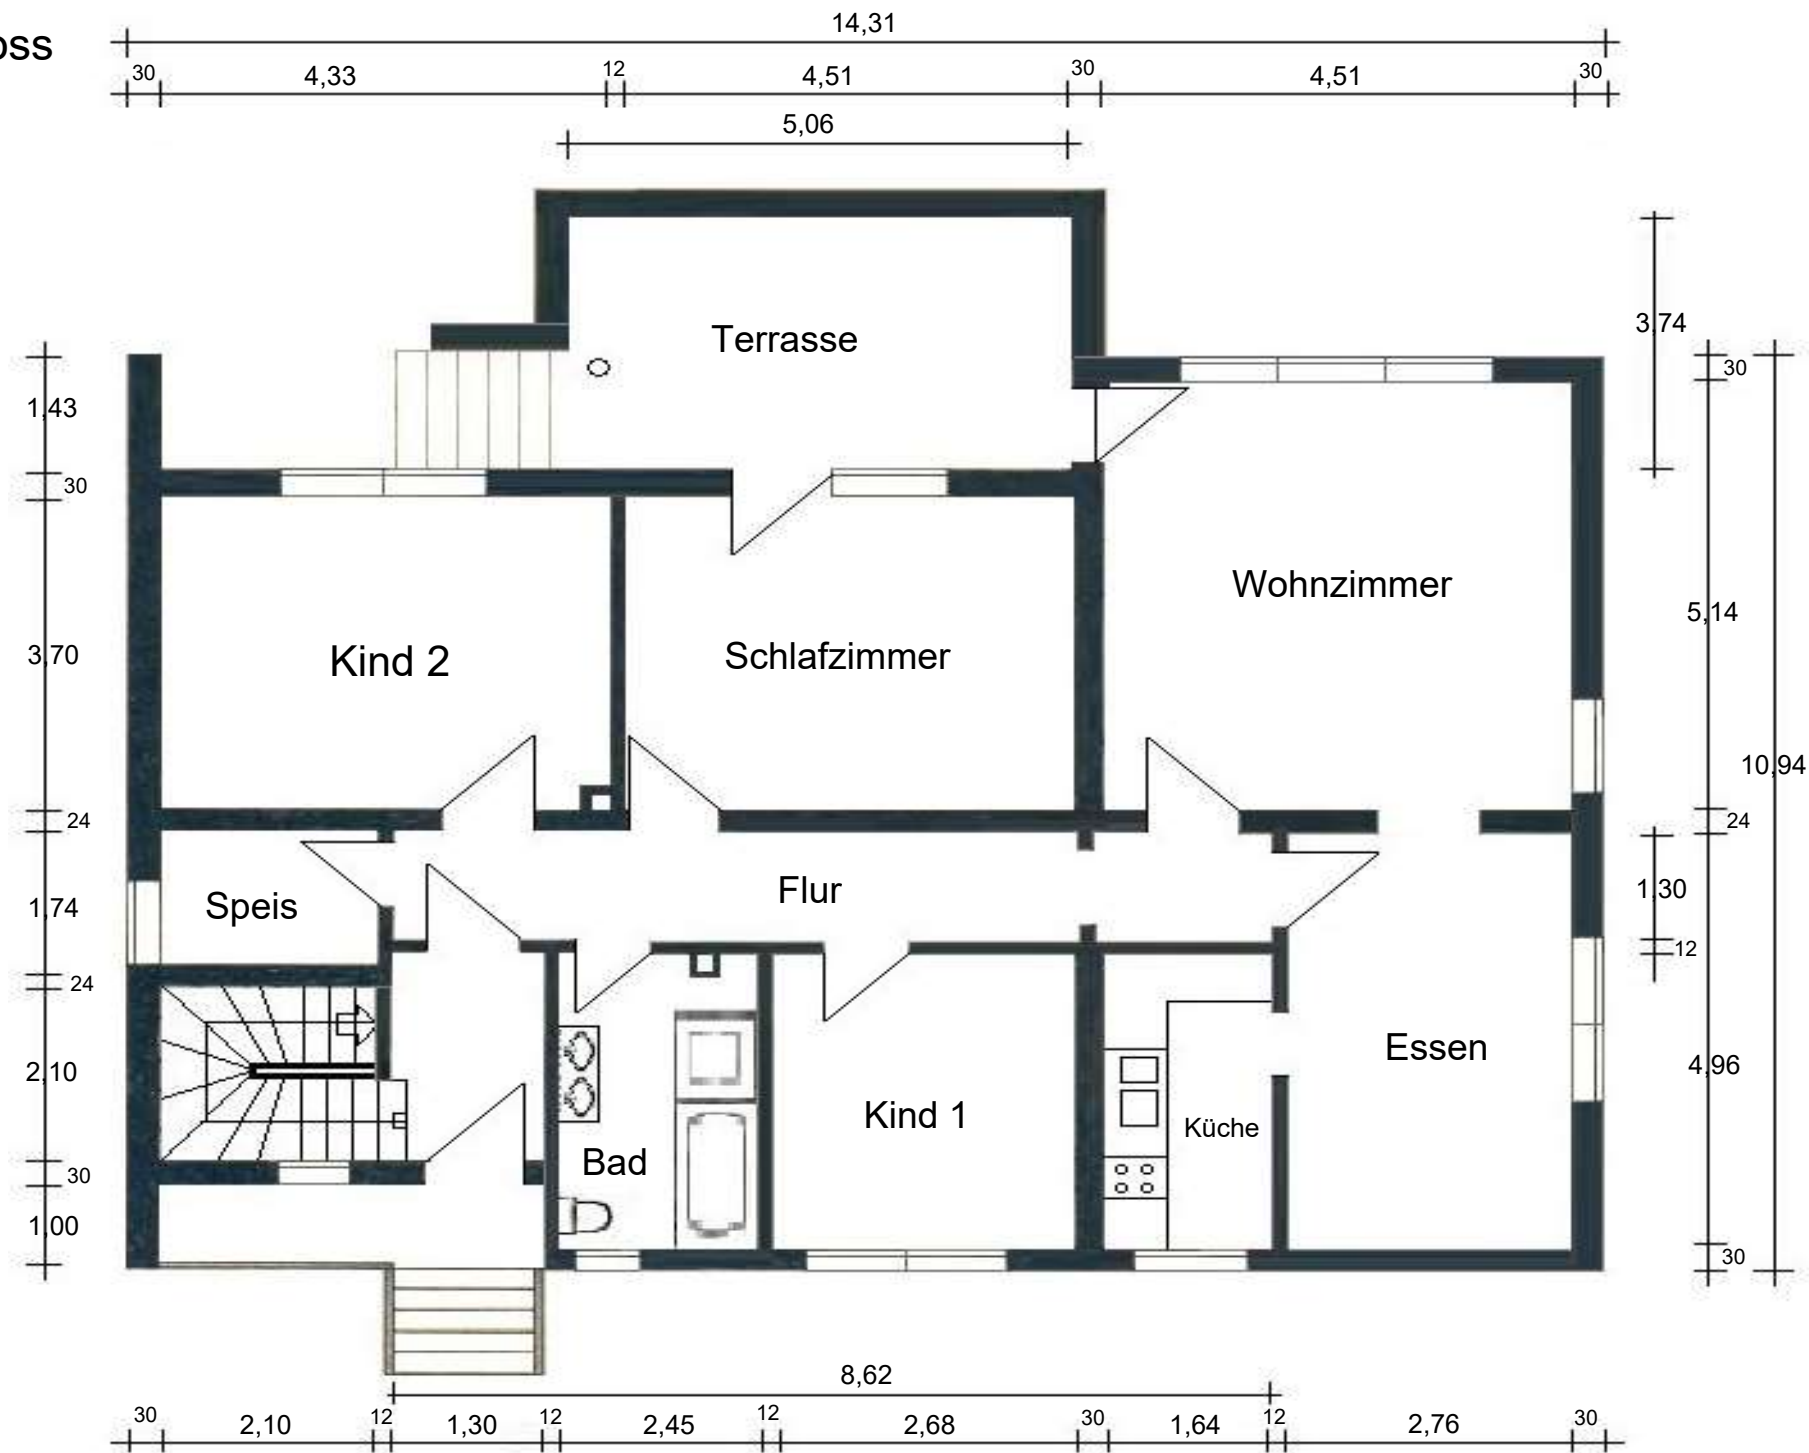 oss
14,31
30 4,33 12 4,51 30 4,51 30
5,06
Terrasse
3,74
30
1,43
30
Wohnzimmer
5,14
3,70
Kind 2
Schlafzimmer
10,94
24
24
Speis
Flur
1,74
1,30
12
24
Essen
2,10
4,96
Kind 1
Küche
Bad
30
1,00
30
8,62
30 2,10 12 1,30 12 2,45 12 2,68 30 1,64 12 2,76 30